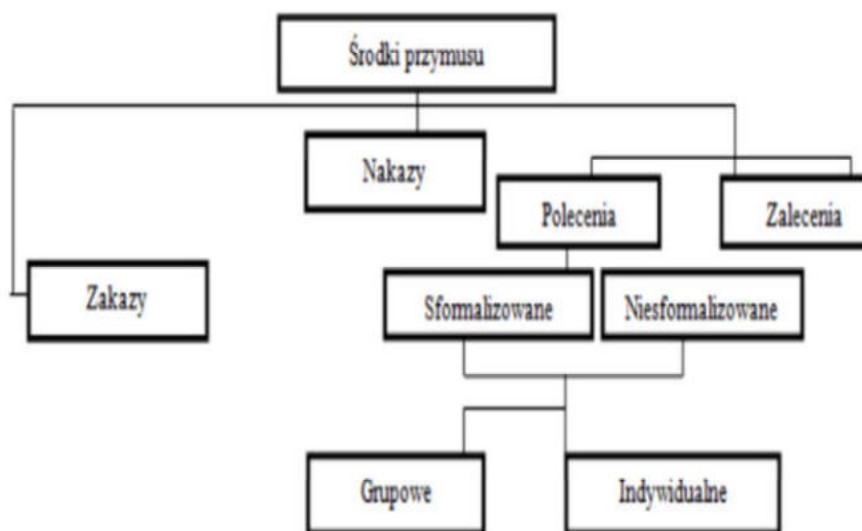 Środki przymusu
Nakazy
Polecenia
Zalecenia
Zakazy
Sformalizowane
Niesformalizowane
Grupowe
Indywidualne